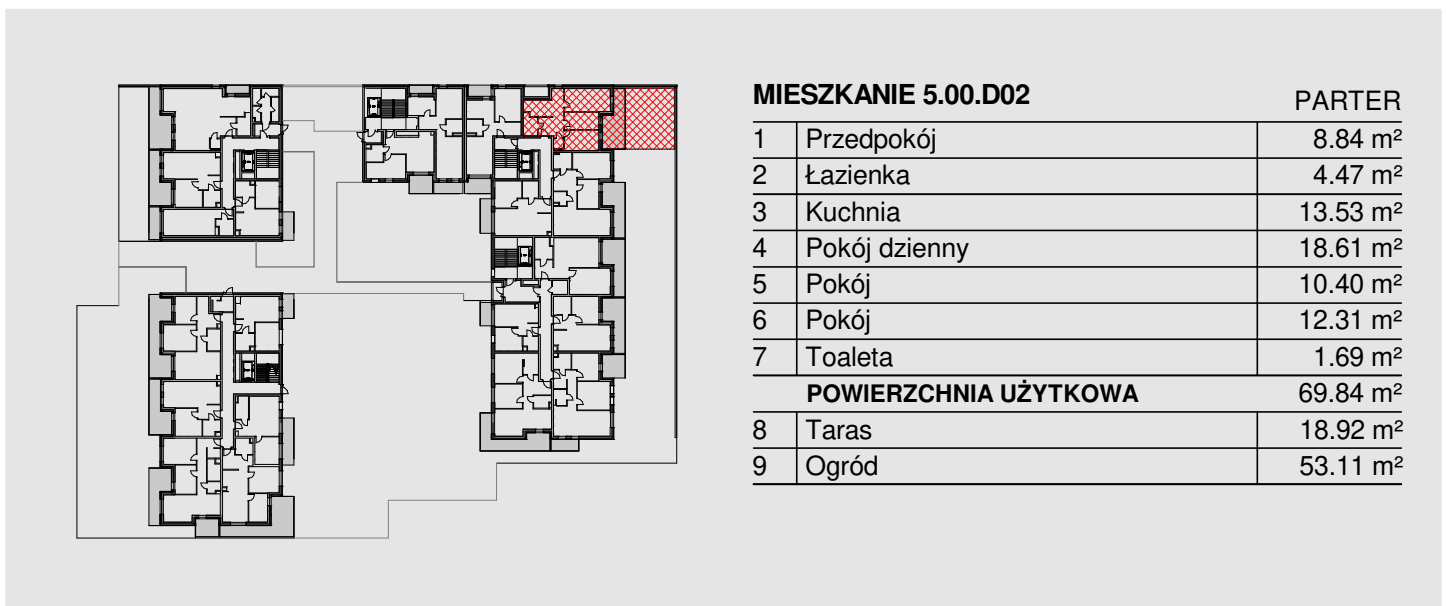 MIESZKANIE 5.00.D02 PARTER
1 Przedpokój 8.84 m²
2 Łazienka 4.47 m²
3 Kuchnia 13.53 m²
4 Pokój dzienny 18.61 m²
5 Pokój 10.40 m²
6 Pokój 12.31 m²
7 Toaleta 1.69 m²
POWIERZCHNIA UŻYTKOWA 69.84 m²
8 Taras 18.92 m²
9 Ogród 53.11 m²